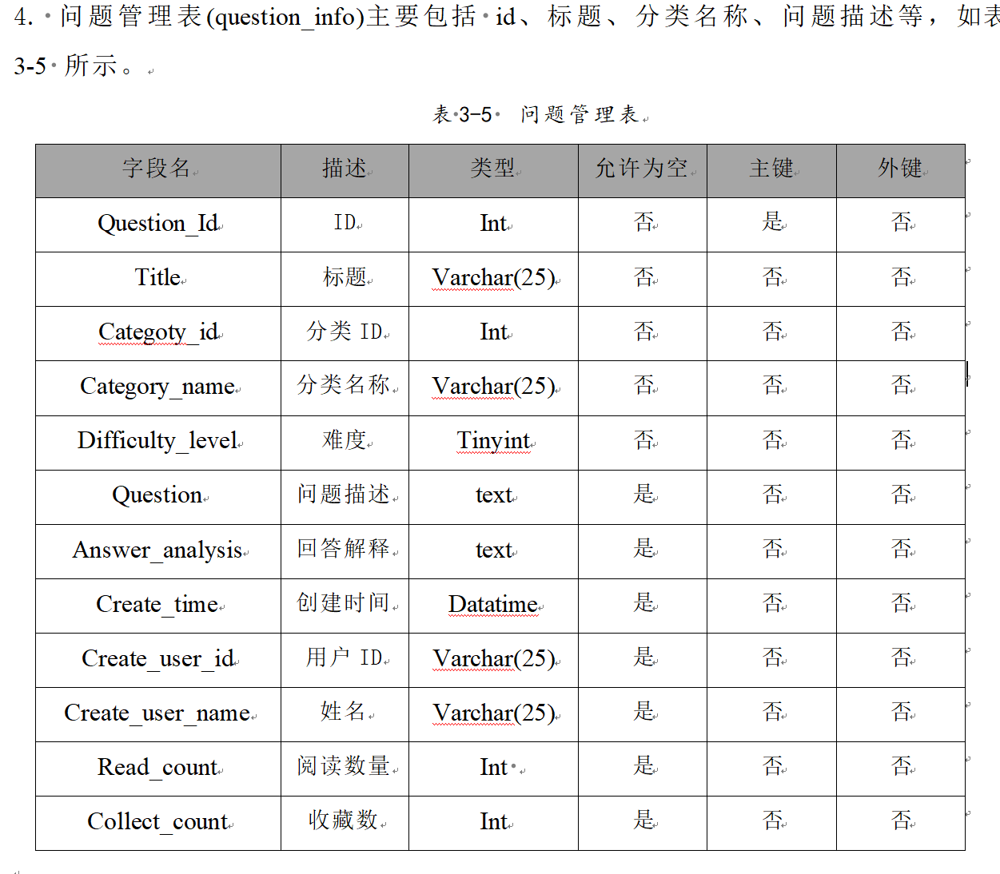 4. 问题管理表(question_info)主要包括 id、标题、分类名称、问题描述等，如表
3-5 所示。
表 3-5 问题管理表
字段名 描述 类型 允许为空 主键 外键
Question_Id ID Int 否 是 否
Title 标题 Varchar(25) 否 否 否
Categoty_id 分类 ID Int 否 否 否
Category_name 分类名称 Varchar(25) 否 否 否
Difficulty_level 难度 Tinyint 否 否 否
Question 问题描述 text 是 否 否
Answer_analysis 回答解释 text 是 否 否
Create_time 创建时间 Datatime 是 否 否
Create_user_id 用户 ID Varchar(25) 是 否 否
Create_user_name 姓名 Varchar(25) 是 否 否
Read_count 阅读数量 Int 是 否 否
Collect_count 收藏数 Int 是 否 否